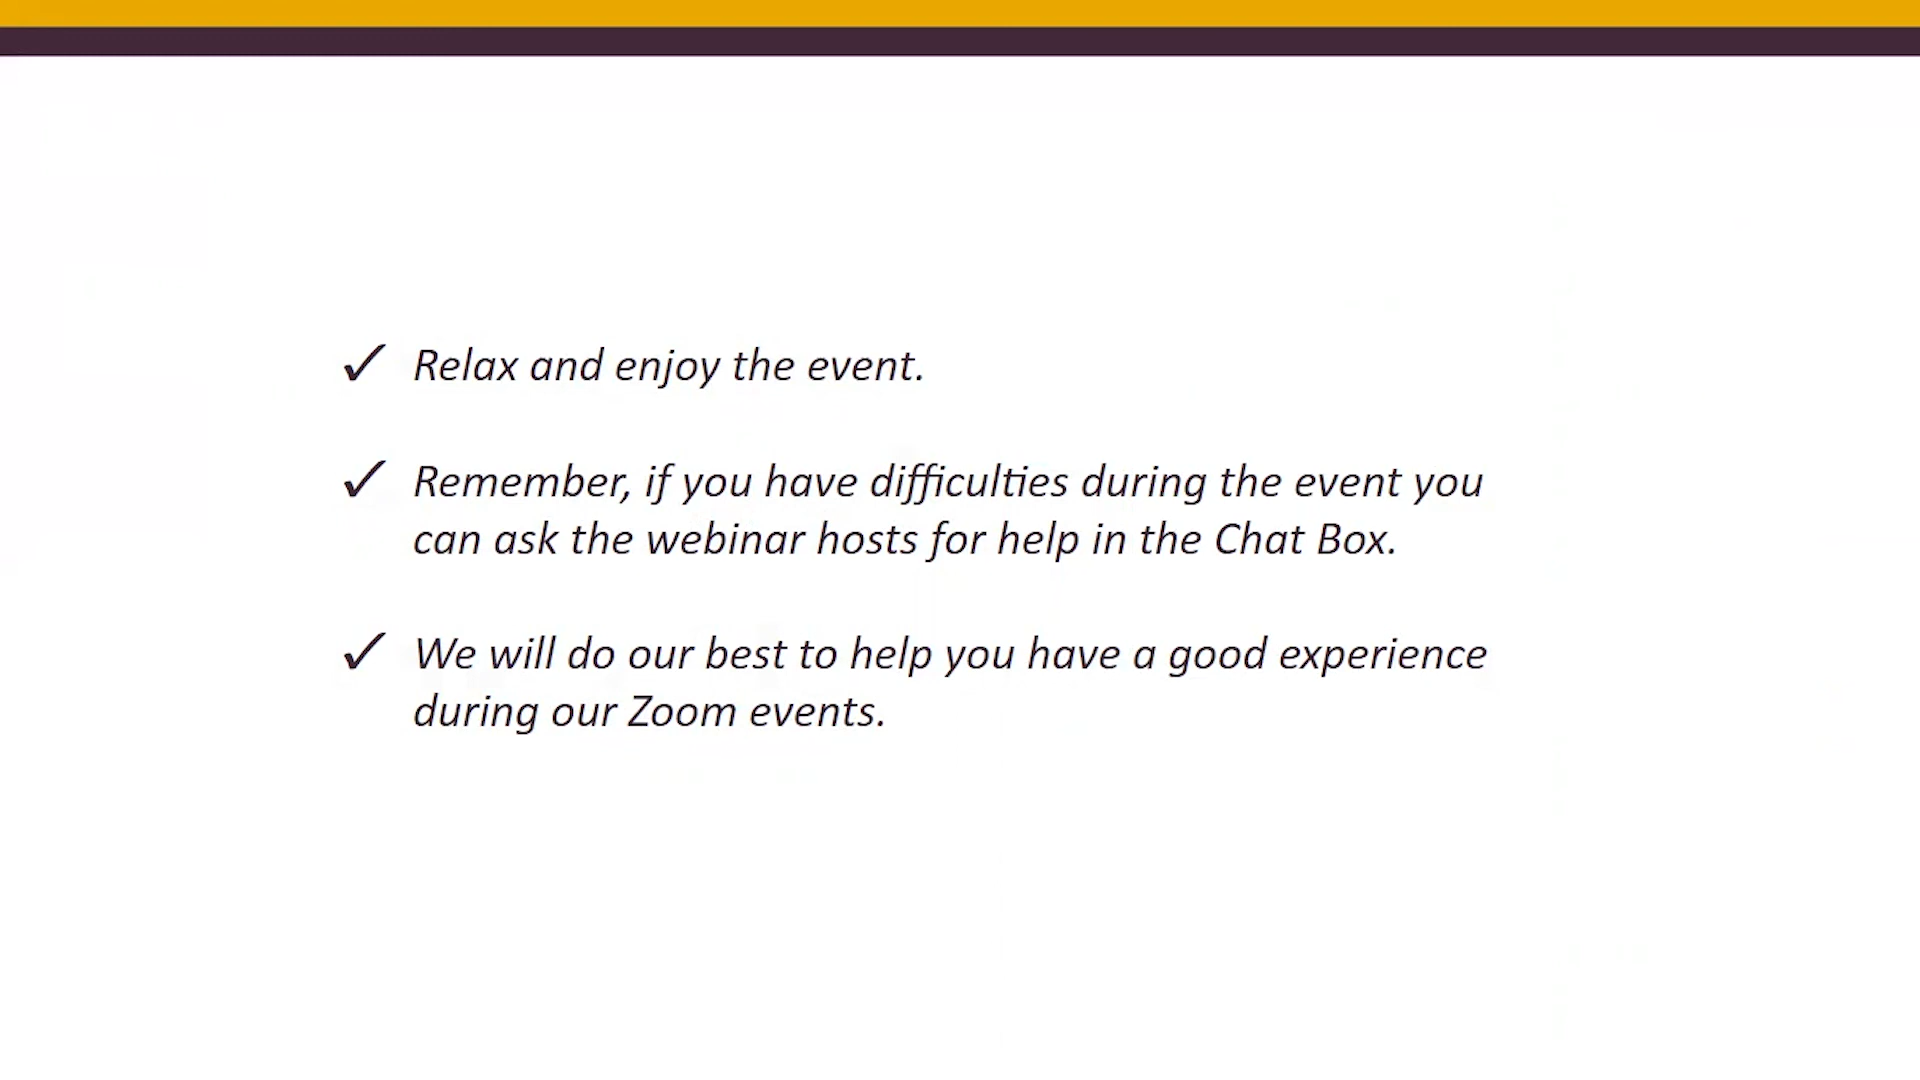 ✓ Relax and enjoy the event.
✓ Remember, if you have difficulties during the event you
can ask the webinar hosts for help in the Chat Box.
✓ We will do our best to help you have a good experience
during our Zoom events.